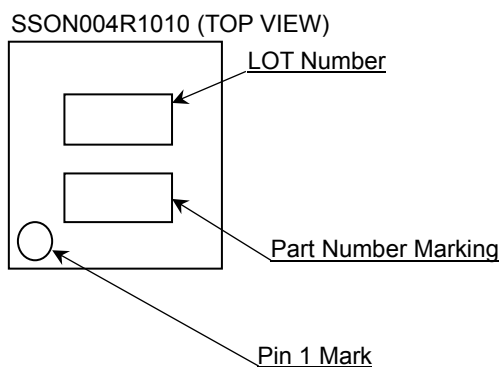 SSON004R1010 (TOP VIEW)
LOT Number
Part Number Marking
Pin 1 Mark